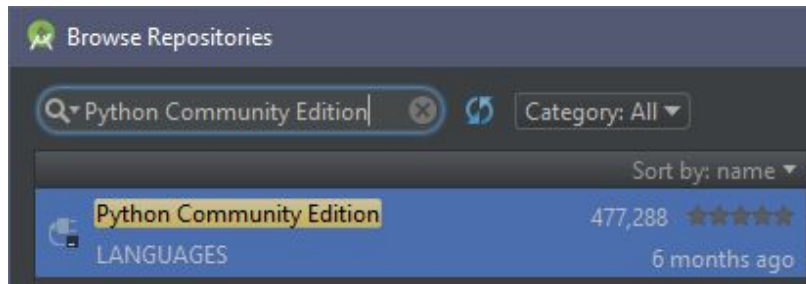 Browse Repositories
Python Community Edition
Category: All
Sort by: name
Python Community Edition 477,288
LANGUAGES 6 months ago